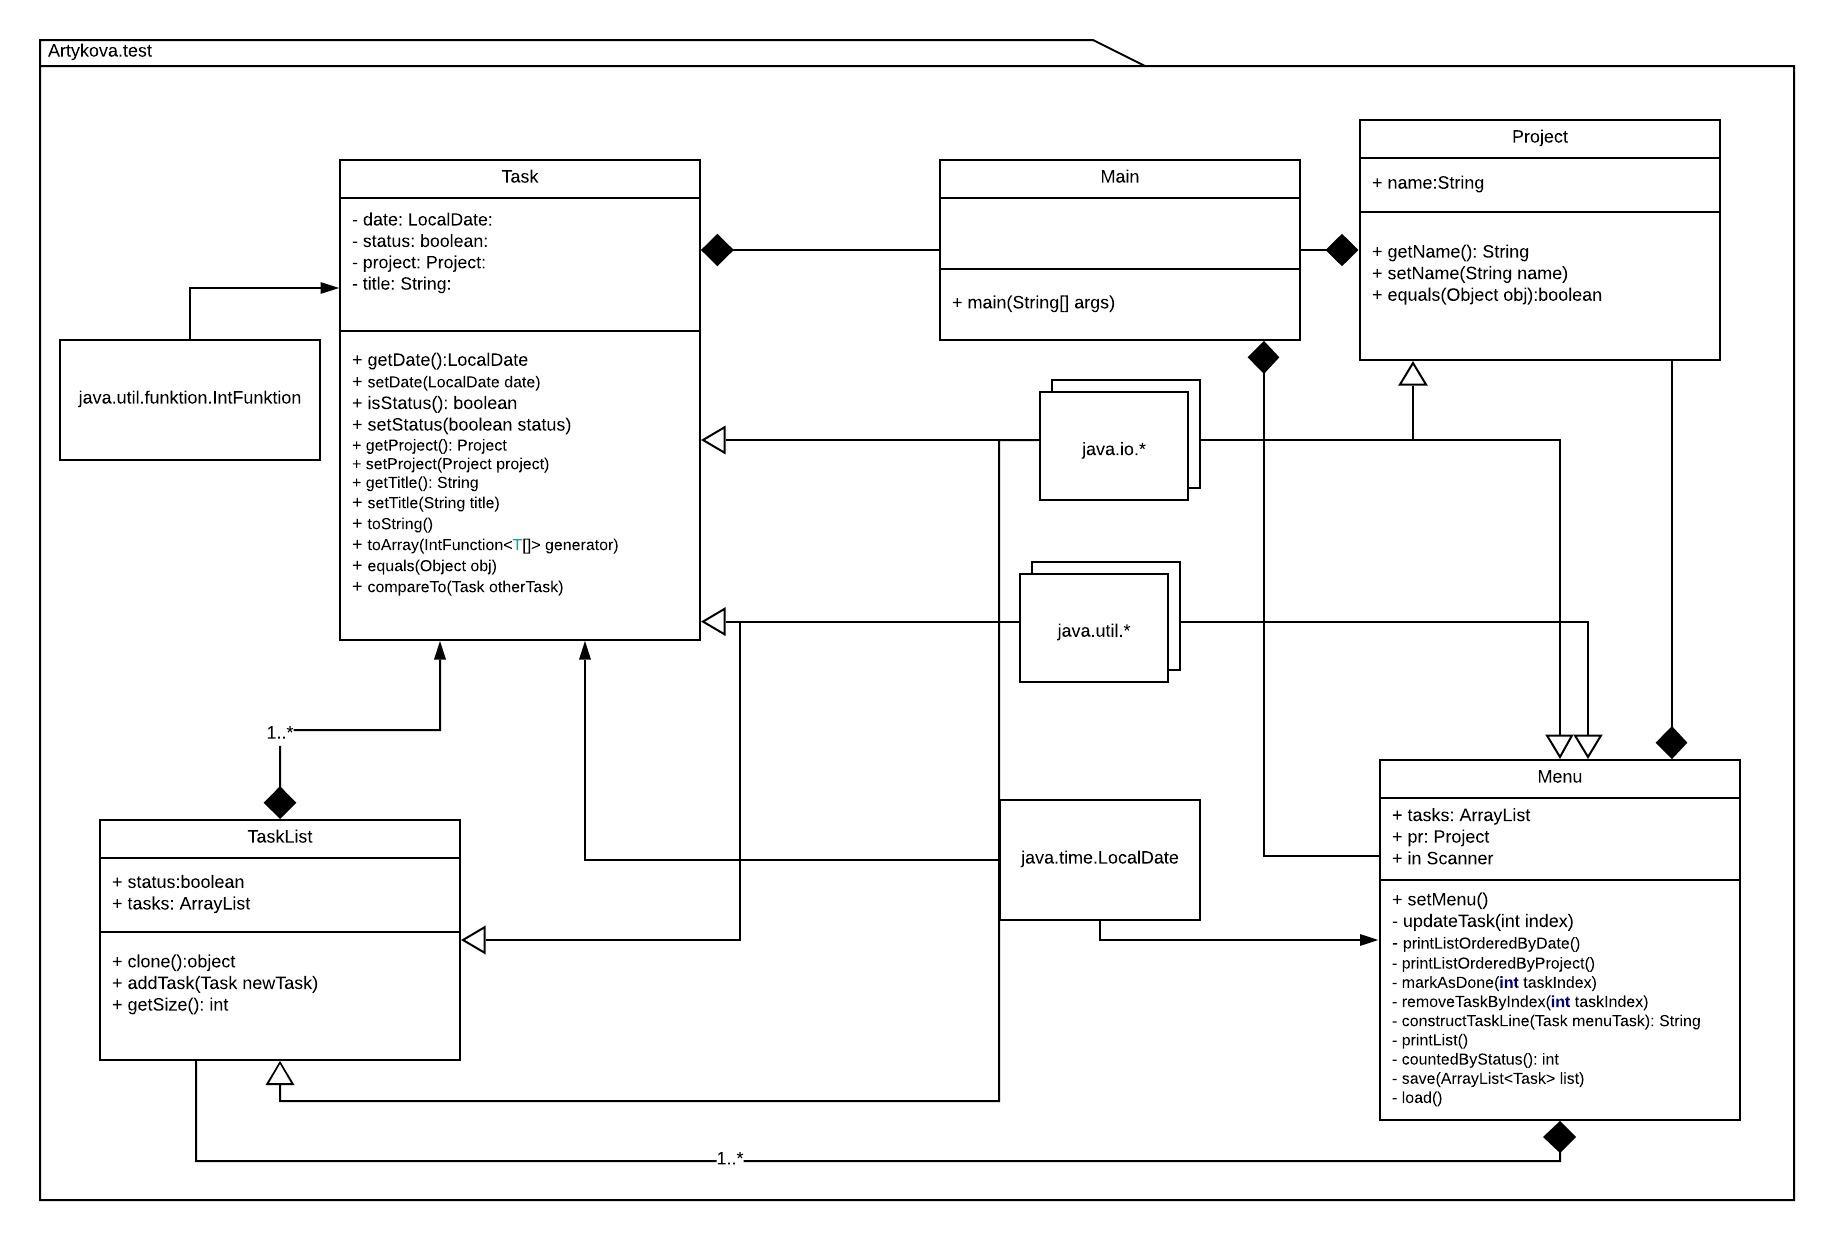 Artykova.test
Task
- date: LocalDate:
- status: boolean:
- project: Project:
- title: String:
+ getDate():LocalDate
+ setDate(LocalDate date)
+ isStatus(): boolean
+ setStatus(boolean status)
+ getProject(): Project
+ setProject(Project project)
+ getTitle(): String
+ setTitle(String title)
+ toString()
+ toArray(IntFunction<T[]> generator)
+ equals(Object obj)
+ compareTo(Task otherTask)
Main
+ main(String[] args)
Project
+ name:String
+ getName(): String
+ setName(String name)
+ equals(Object obj):boolean
java.util.funktion.IntFunktion
java.io.*
java.util.*
1..*
TaskList
+ status:boolean
+ tasks: ArrayList
+ clone():object
+ addTask(Task newTask)
+ getSize(): int
java.time.LocalDate
Menu
+ tasks: ArrayList
+ pr: Project
+ in Scanner
+ setMenu()
- updateTask(int index)
- printListOrderedByDate()
- printListOrderedByProject()
- markAsDone(int taskIndex)
- removeTaskByIndex(int taskIndex)
- constructTaskLine(Task menuTask): String
- printList()
- countedByStatus(): int
- save(ArrayList<Task> list)
- load()
1..*